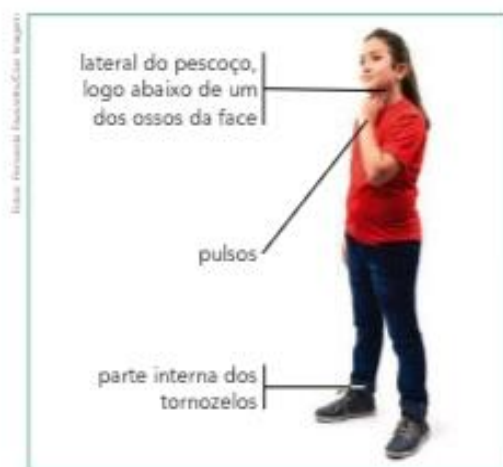 lateral do pescoço,
logo abaixo de um
dos ossos da face
pulsos
parte interna dos
tornozelos